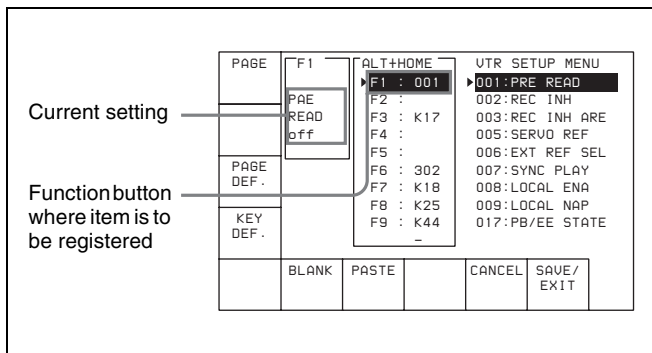 Current setting
Function button
where item is to
be registered
PAGE
PAGE
DEF.
KEY
DEF.
F1
PAE
READ
off
ALT+HOME
F1 : 001
F2 :
F3 : K17
F4 :
F5 :
F6 : 302
F7 : K18
F8 : K25
F9 : K44
–
VTR SETUP MENU
001:PRE READ
002:REC INH
003:REC INH ARE
005:SERVO REF
006:EXT REF SEL
007:SYNC PLAY
008:LOCAL ENA
009:LOCAL NAP
017:PB/EE STATE
BLANK
PASTE
CANCEL
SAVE/
EXIT